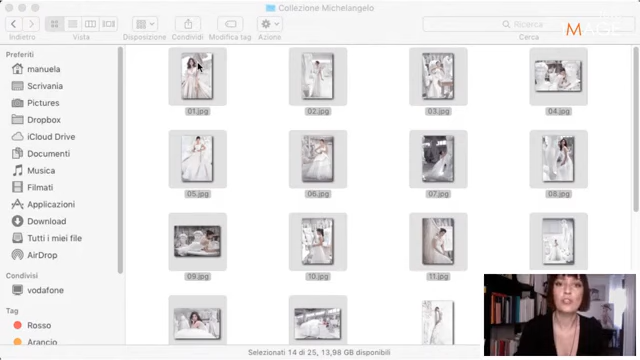 Collezione Michelangelo
Ricerca
Indietro Vista Disposizione Condividi Modifica tag Azione Cerca
iMAGE
Preferiti
manuela
Scrivania
Pictures
Dropbox
iCloud Drive
Documenti
Musica
Filmati
Applicazioni
Download
Tutti i miei file
AirDrop
Condivisi
vodafone
Tag
Rosso
Arancio
01.jpg 02.jpg 03.jpg 04.jpg
05.jpg 06.jpg 07.jpg 08.jpg
09.jpg 10.jpg 11.jpg
Selezionati 14 di 25, 13,98 GB disponibili